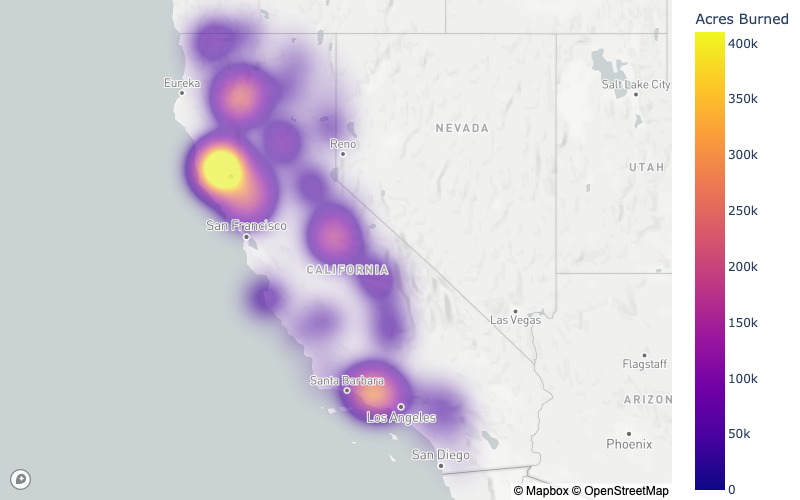 Acres Burned
400k
350k
300k
250k
200k
150k
100k
50k
0
Eureka
Salt Lake City
NEVADA
Reno
UTAH
San Francisco
CALIFORNIA
Las Vegas
Flagstaff
Santa Barbara
ARIZON
Los Angeles
Phoenix
San Diego
© Mapbox © OpenStreetMap